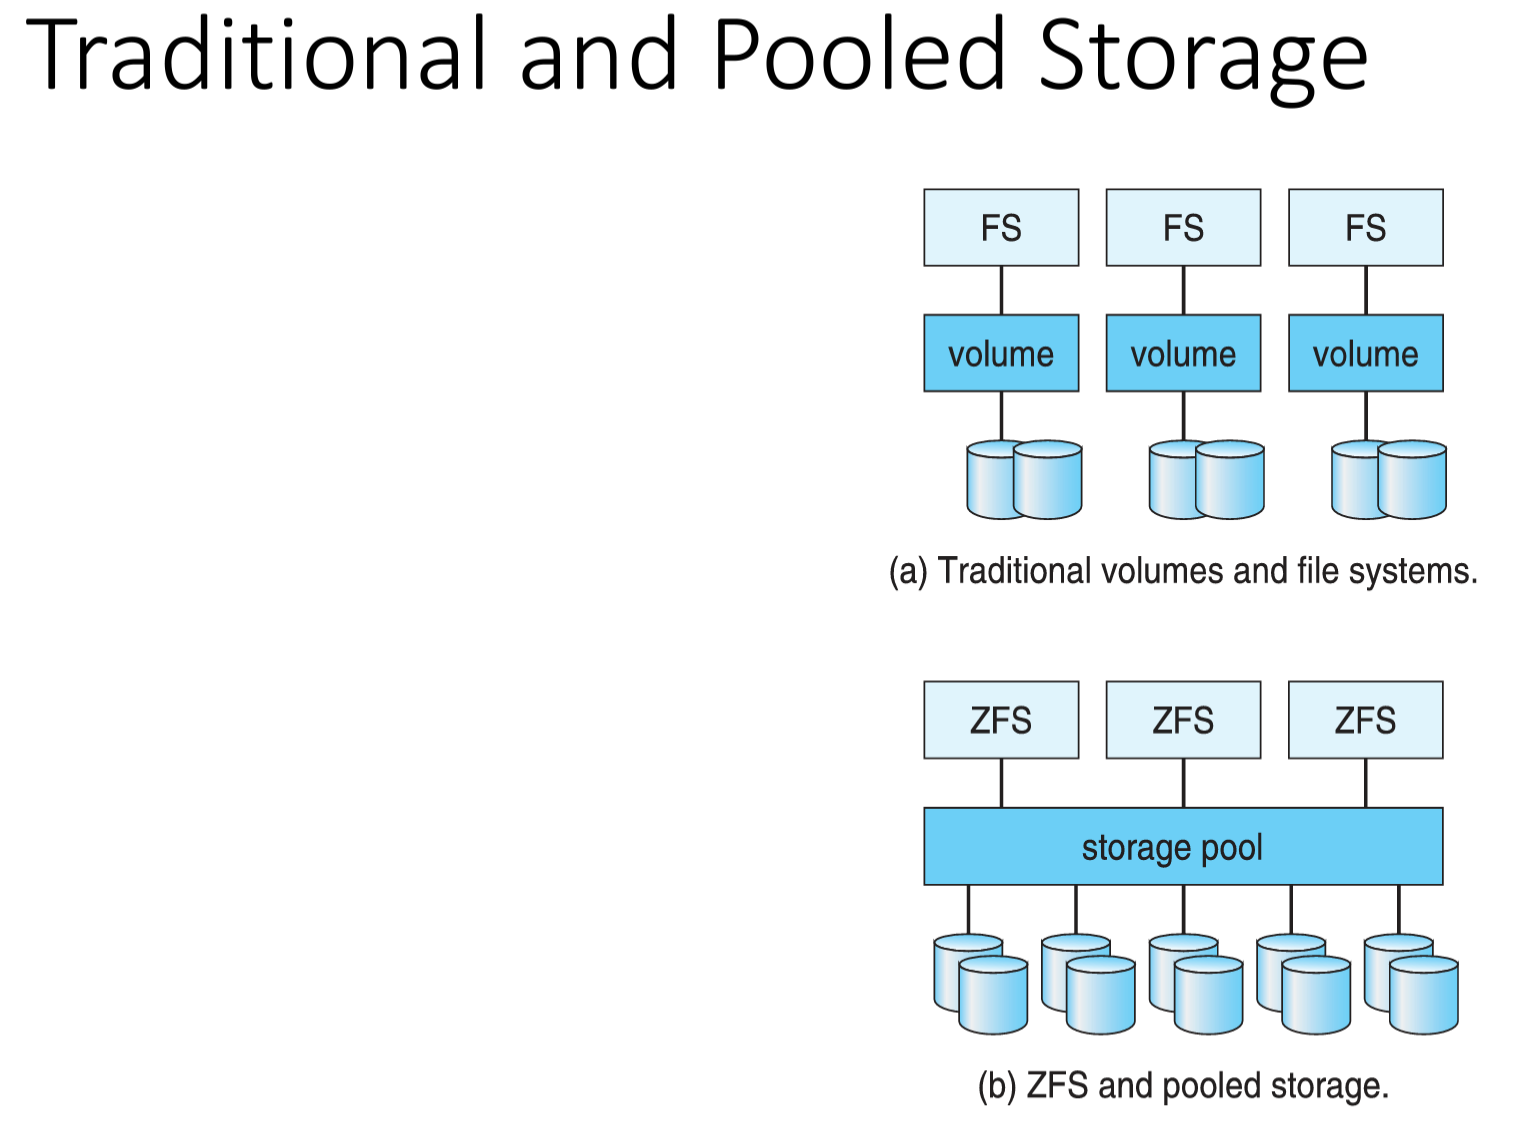 Traditional and Pooled Storage
FS FS FS
volume volume volume
(a) Traditional volumes and file systems.
ZFS ZFS ZFS
storage pool
(b) ZFS and pooled storage.